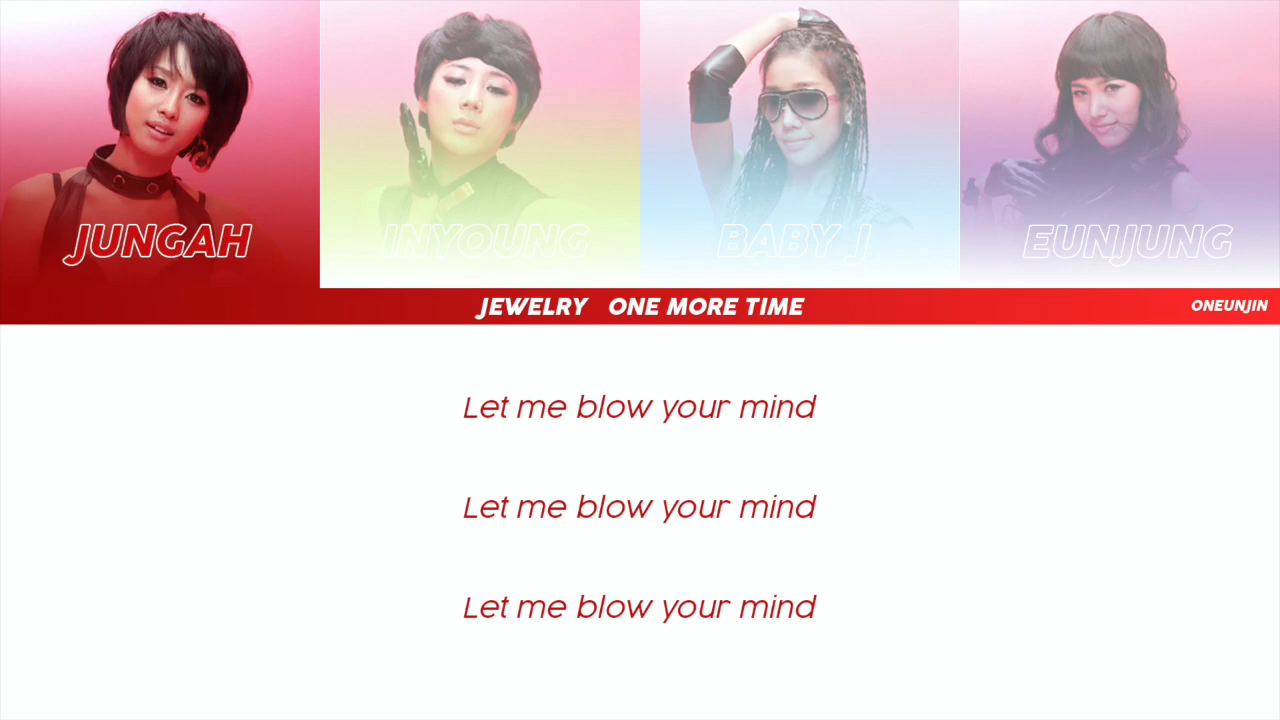 JUNGAH
INYOUNG
BABY J
EUNJUNG
JEWELRY ONE MORE TIME
ONEUNJIN
Let me blow your mind
Let me blow your mind
Let me blow your mind